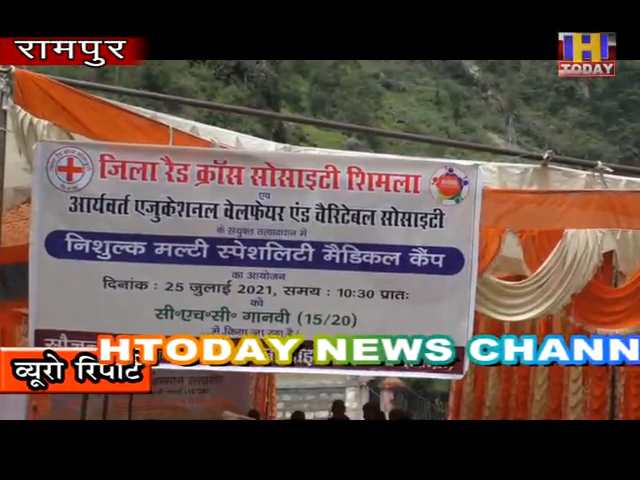 रामपुर
H
TODAY
जिला रैड क्रॉस सोसाइटी शिमला
एवं
आर्यवर्त एजुकेशनल वेलफेयर एंड चैरिटेबल सोसाइटी
के संयुक्त तत्वावधान में
निशुल्क मल्टी स्पेशलिटी मैडिकल कैंप
का आयोजन
दिनांक : 25 जुलाई 2021, समय : 10:30 प्रातः
को
सी॰एच॰सी॰ गानवी (15/20)
में किया जा रहा है।
HTODAY NEWS CHANN
ब्यूरो रिपोर्ट